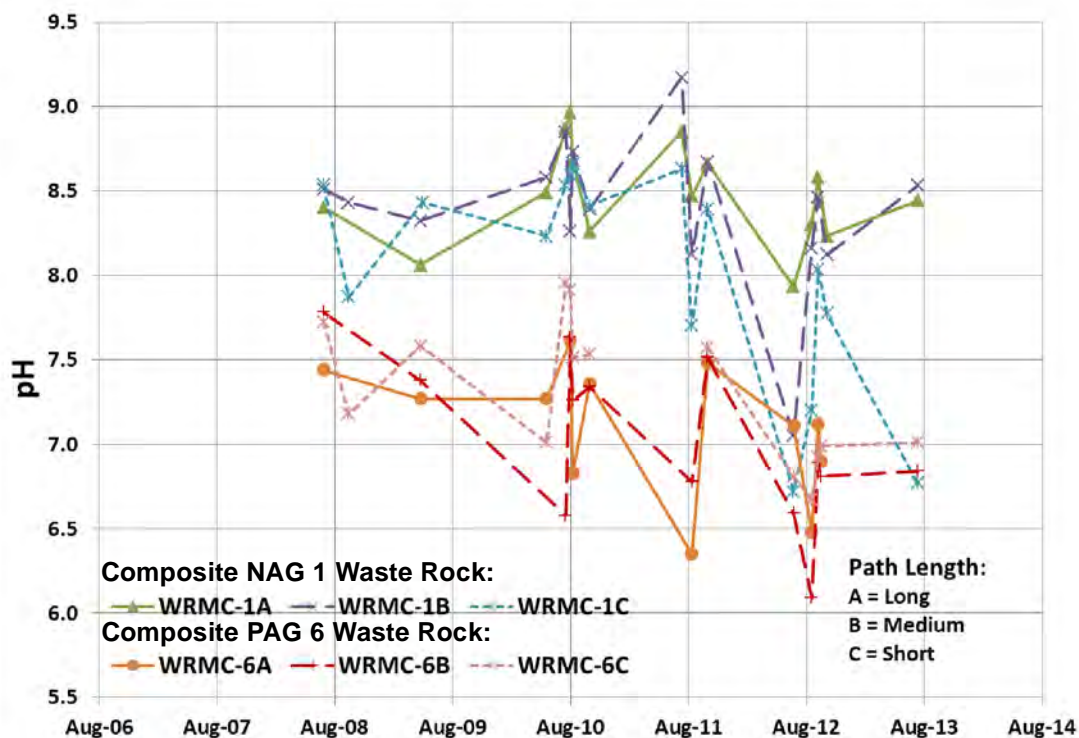 9.5
9.0
8.5
8.0
7.5
7.0
6.5
6.0
5.5
pH
Composite NAG 1 Waste Rock:
WRMC-1A WRMC-1B WRMC-1C
Composite PAG 6 Waste Rock:
WRMC-6A WRMC-6B WRMC-6C
Path Length:
A = Long
B = Medium
C = Short
Aug-06 Aug-07 Aug-08 Aug-09 Aug-10 Aug-11 Aug-12 Aug-13 Aug-14